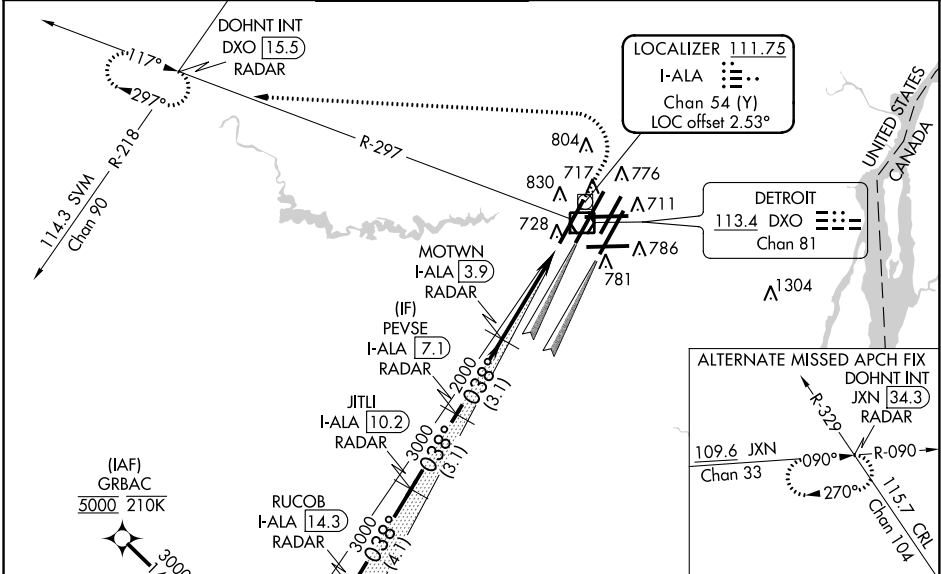 DOHNT INT
DXO 15.5
RADAR
117°
297°
R-218
114.3 SVM
Chan 90
R-297
LOCALIZER 111.75
I-ALA
Chan 54 (Y)
LOC offset 2.53°
UNITED STATES
CANADA
804
717
776
830
711
728
786
781
1304
DETROIT
113.4 DXO
Chan 81
MOTWN
I-ALA 3.9
RADAR
(IF)
PEVSE
I-ALA 7.1
RADAR
2000
038°
(3.1)
JITLI
I-ALA 10.2
RADAR
3000
038°
(3.1)
RUCOB
I-ALA 14.3
RADAR
3000
038°
(4.1)
(IAF)
GRBAC
5000 210K
3000
ALTERNATE MISSED APCH FIX
DOHNT INT
JXN 34.3
RADAR
R-329
109.6 JXN
Chan 33
090°
R-090
270°
115.7 CRL
Chan 104